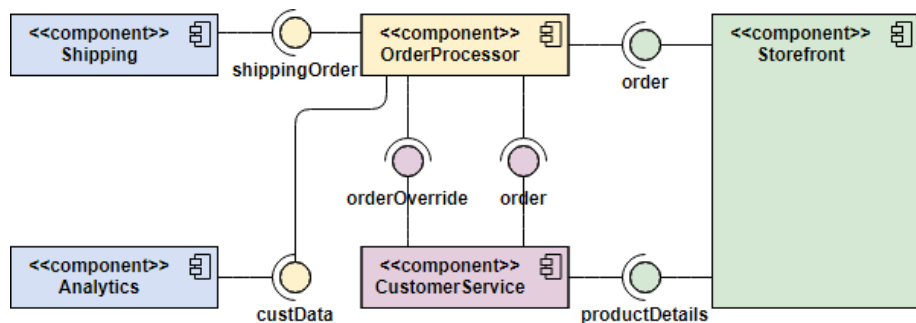 <<component>>
Shipping
shippingOrder
<<component>>
OrderProcessor
order
<<component>>
Storefront
orderOverride
order
<<component>>
Analytics
custData
<<component>>
CustomerService
productDetails